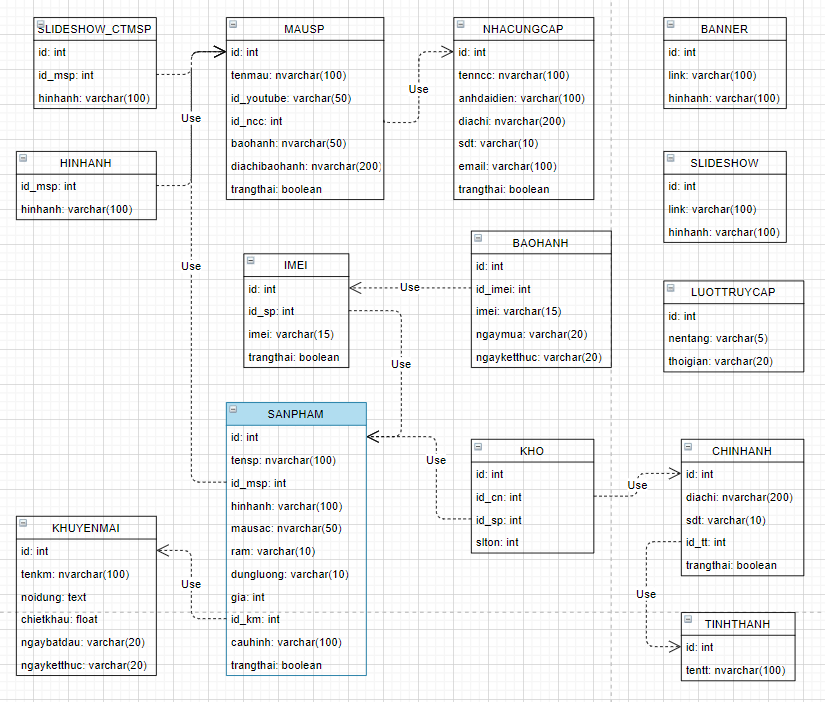 SLIDESHOW_CTMSP
id: int
id_msp: int
hinhanh: varchar(100)
MAUSP
id: int
tenmau: nvarchar(100)
id_youtube: varchar(50)
id_ncc: int
baohanh: nvarchar(50)
diachibaohanh: nvarchar(200)
trangthai: boolean
NHACUNGCAP
id: int
tenncc: nvarchar(100)
anhdaidien: varchar(100)
diachi: nvarchar(200)
sdt: varchar(10)
email: varchar(100)
trangthai: boolean
BANNER
id: int
link: varchar(100)
hinhanh: varchar(100)
Use
Use
HINHANH
id_msp: int
hinhanh: varchar(100)
SLIDESHOW
id: int
link: varchar(100)
hinhanh: varchar(100)
Use
IMEI
id: int
id_sp: int
imei: varchar(15)
trangthai: boolean
Use
BAOHANH
id: int
id_imei: int
imei: varchar(15)
ngaymua: varchar(20)
ngayketthuc: varchar(20)
LUOTTRUYCAP
id: int
nentang: varchar(5)
thoigian: varchar(20)
Use
SANPHAM
id: int
tensp: nvarchar(100)
id_msp: int
hinhanh: varchar(100)
mausac: nvarchar(50)
ram: varchar(10)
dungluong: varchar(10)
gia: int
id_km: int
cauhinh: varchar(100)
trangthai: boolean
Use
KHO
id: int
id_cn: int
id_sp: int
slton: int
Use
CHINHANH
id: int
diachi: nvarchar(200)
sdt: varchar(10)
id_tt: int
trangthai: boolean
KHUYENMAI
id: int
tenkm: nvarchar(100)
noidung: text
chietkhau: float
ngaybatdau: varchar(20)
ngayketthuc: varchar(20)
Use
Use
TINHTHANH
id: int
tentt: nvarchar(100)